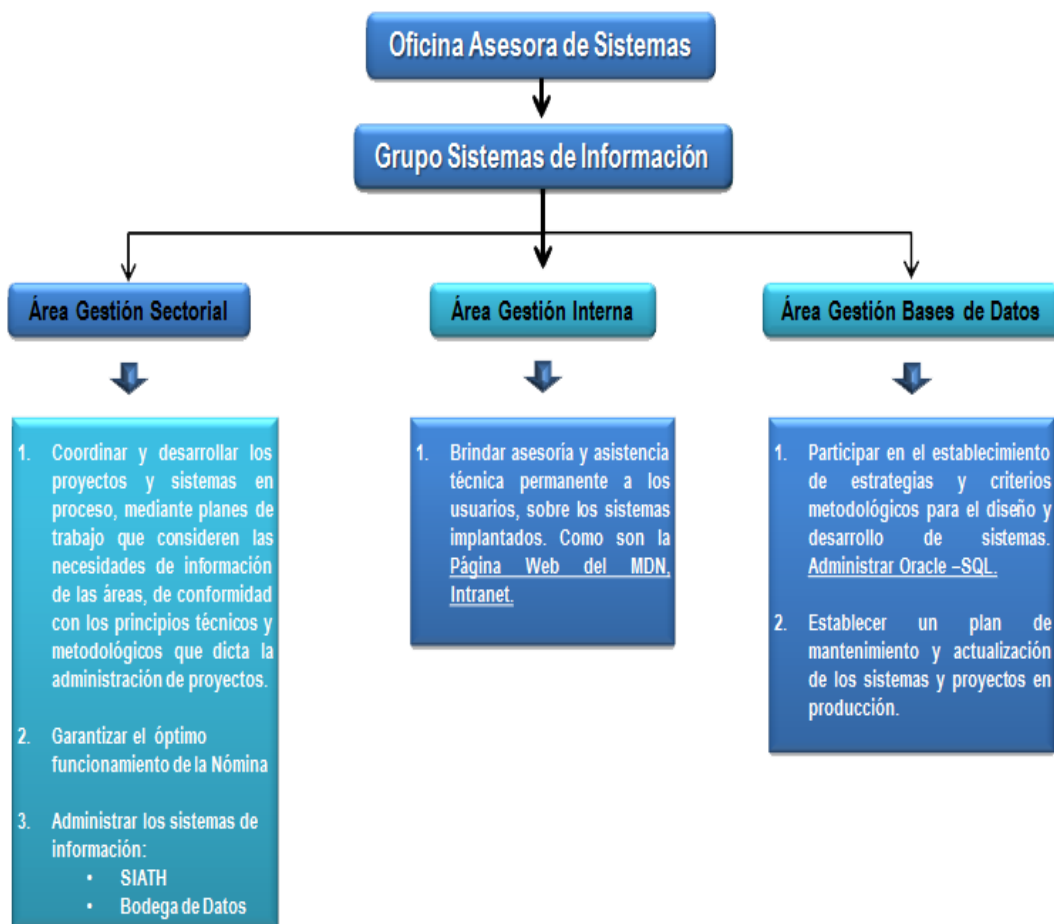 Oficina Asesora de Sistemas
Grupo Sistemas de Información
Área Gestión Sectorial
Área Gestión Interna
Área Gestión Bases de Datos
1. Coordinar y desarrollar los
proyectos y sistemas en
proceso, mediante planes de
trabajo que consideren las
necesidades de información
de las áreas, de conformidad
con los principios técnicos y
metodológicos que dicta la
administración de proyectos.
2. Garantizar el óptimo
funcionamiento de la Nómina
3. Administrar los sistemas de
información:
• SIATH
• Bodega de Datos
1. Brindar asesoría y asistencia
técnica permanente a los
usuarios, sobre los sistemas
implantados. Como son la
Página Web del MDN,
Intranet.
1. Participar en el establecimiento
de estrategias y criterios
metodológicos para el diseño y
desarrollo de sistemas.
Administrar Oracle –SQL.
2. Establecer un plan de
mantenimiento y actualización
de los sistemas y proyectos en
producción.